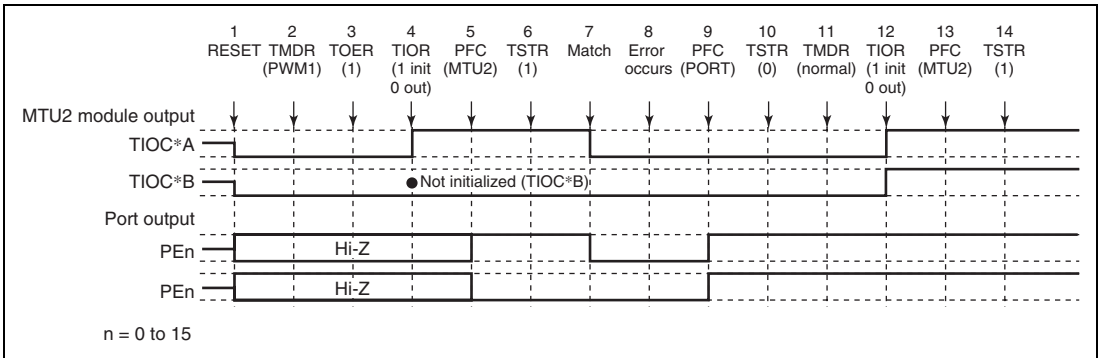 1 2 3 4 5 6 7 8 9 10 11 12 13 14
RESET TMDR TOER TIOR PFC TSTR Match Error PFC TSTR TMDR TIOR PFC TSTR
(PWM1) (1) (1 init (MTU2) (1) occurs (PORT) (0) (normal) (1 init (MTU2) (1)
0 out) 0 out)
MTU2 module output
TIOC*A
TIOC*B Not initialized (TIOC*B)
Port output
PEn Hi-Z
PEn Hi-Z
n = 0 to 15